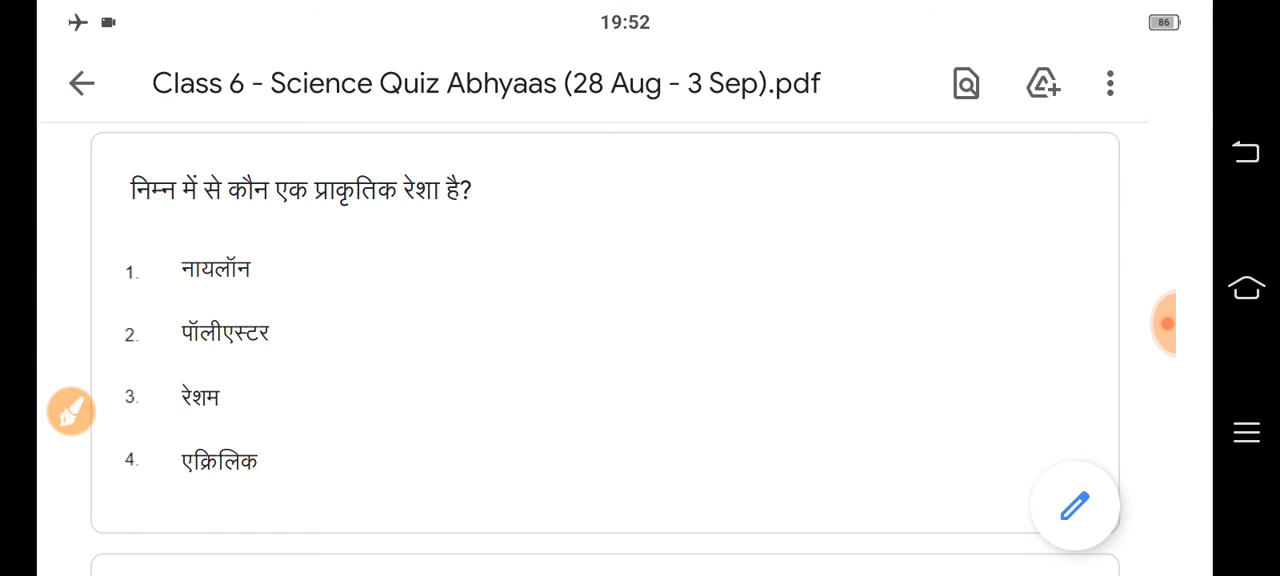 19:52
86
Class 6 - Science Quiz Abhyaas (28 Aug - 3 Sep).pdf
निम्न में से कौन एक प्राकृतिक रेशा है?
1. नायलॉन
2. पॉलीएस्टर
3. रेशम
4. एक्रिलिक